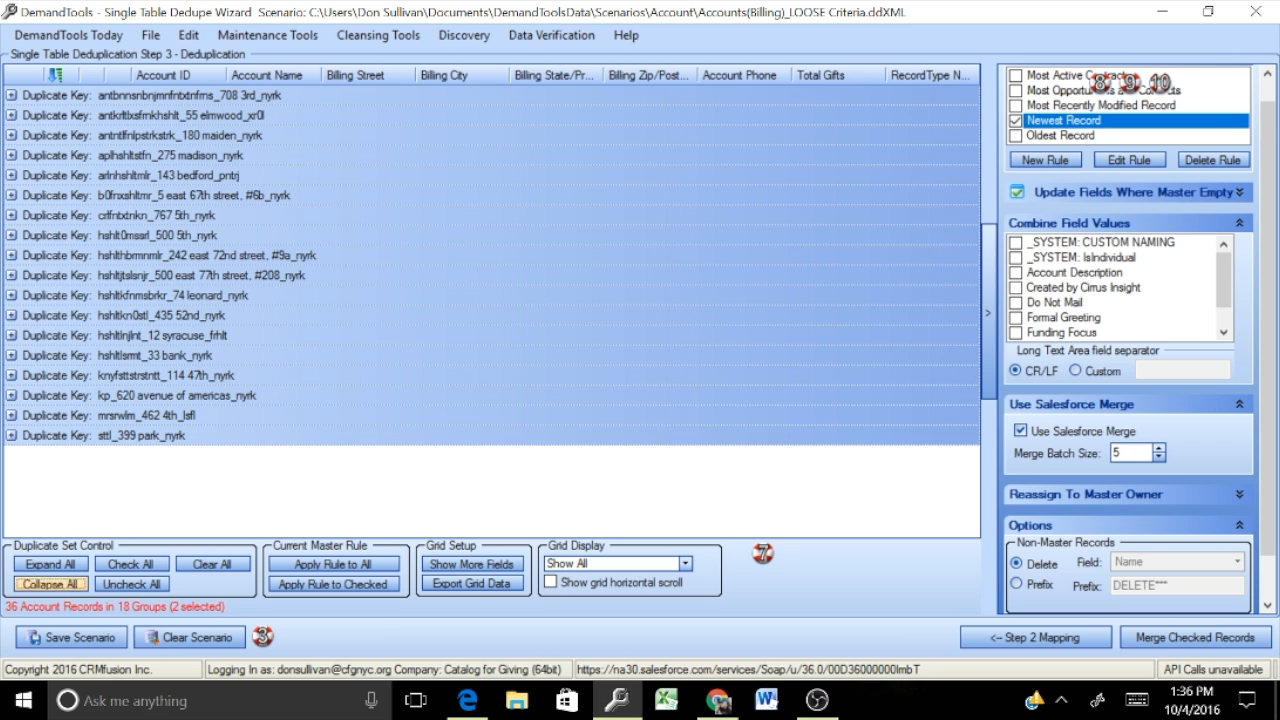 DemandTools - Single Table Dedupe Wizard Scenario: C:\Users\Don Sullivan\Documents\DemandToolsData\Scenarios\Account\Accounts(Billing)_LOOSE Criteria.ddXML
DemandTools Today File Edit Maintenance Tools Cleansing Tools Discovery Data Verification Help
Single Table Deduplication Step 3 - Deduplication
Account ID Account Name Billing Street Billing City Billing State/Pr... Billing Zip/Post... Account Phone Total Gifts RecordType N...
Duplicate Key: antbnnsnbnjmnfntxtnfms_708 3rd_nyrk
Duplicate Key: antkrltlxsfmkhshlt_55 elmwood_xr0l
Duplicate Key: antntlfnlpstrkstrk_180 maiden_nyrk
Duplicate Key: aplhshltstfn_275 madison_nyrk
Duplicate Key: arlnhshltmlr_143 bedford_pntrj
Duplicate Key: b0frnxshltmr_5 east 67th street, #6b_nyrk
Duplicate Key: crlfntxtnkn_767 5th_nyrk
Duplicate Key: hshlt0mssrl_500 5th_nyrk
Duplicate Key: hshlthbrmnmlr_242 east 72nd street, #9a_nyrk
Duplicate Key: hshltjtslsnjr_500 east 77th street, #208_nyrk
Duplicate Key: hshltkfnmsbrkr_74 leonard_nyrk
Duplicate Key: hshltkn0stl_435 52nd_nyrk
Duplicate Key: hshltlnjlnt_12 syracuse_frhlt
Duplicate Key: hshltlsmt_33 bank_nyrk
Duplicate Key: knyfsttstrstntt_114 47th_nyrk
Duplicate Key: kp_620 avenue of americas_nyrk
Duplicate Key: mrsrwlm_462 4th_lsfl
Duplicate Key: sttl_399 park_nyrk
Most Active Contracts
8 9 10
Most Opportunities and Contacts
Most Recently Modified Record
Newest Record
Oldest Record
New Rule Edit Rule Delete Rule
Update Fields Where Master Empty
Combine Field Values
_SYSTEM: CUSTOM NAMING
_SYSTEM: IsIndividual
Account Description
Created by Cirrus Insight
Do Not Mail
Formal Greeting
Funding Focus
Long Text Area field separator
CR/LF Custom
Use Salesforce Merge
Use Salesforce Merge
Merge Batch Size: 5
Reassign To Master Owner
Options
Non-Master Records
Delete Field: Name
Prefix Prefix: DELETE***
>
Duplicate Set Control
Expand All Check All Clear All
Collapse All Uncheck All
Current Master Rule
Apply Rule to All
Apply Rule to Checked
Grid Setup
Show More Fields
Export Grid Data
Grid Display
Show All
Show grid horizontal scroll
7
36 Account Records in 18 Groups (2 selected)
Save Scenario Clear Scenario 3
<- Step 2 Mapping Merge Checked Records
Copyright 2016 CRMfusion Inc. Logging In as: donsullivan@cfgnyc.org Company: Catalog for Giving (64bit) https://na30.salesforce.com/services/Soap/u/36.0/00D36000000lmbT API Calls unavailable
Ask me anything
1:36 PM
10/4/2016